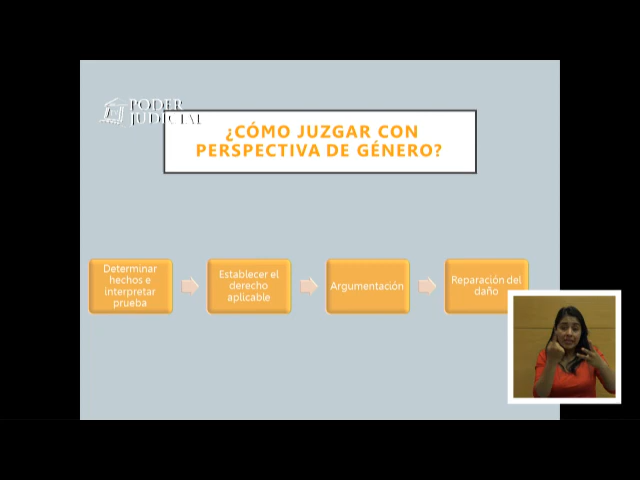 PODER
JUDICIAL
¿CÓMO JUZGAR CON
PERSPECTIVA DE GÉNERO?
Determinar
hechos e
interpretar
prueba
Establecer el
derecho
aplicable
Argumentación
Reparación del
daño